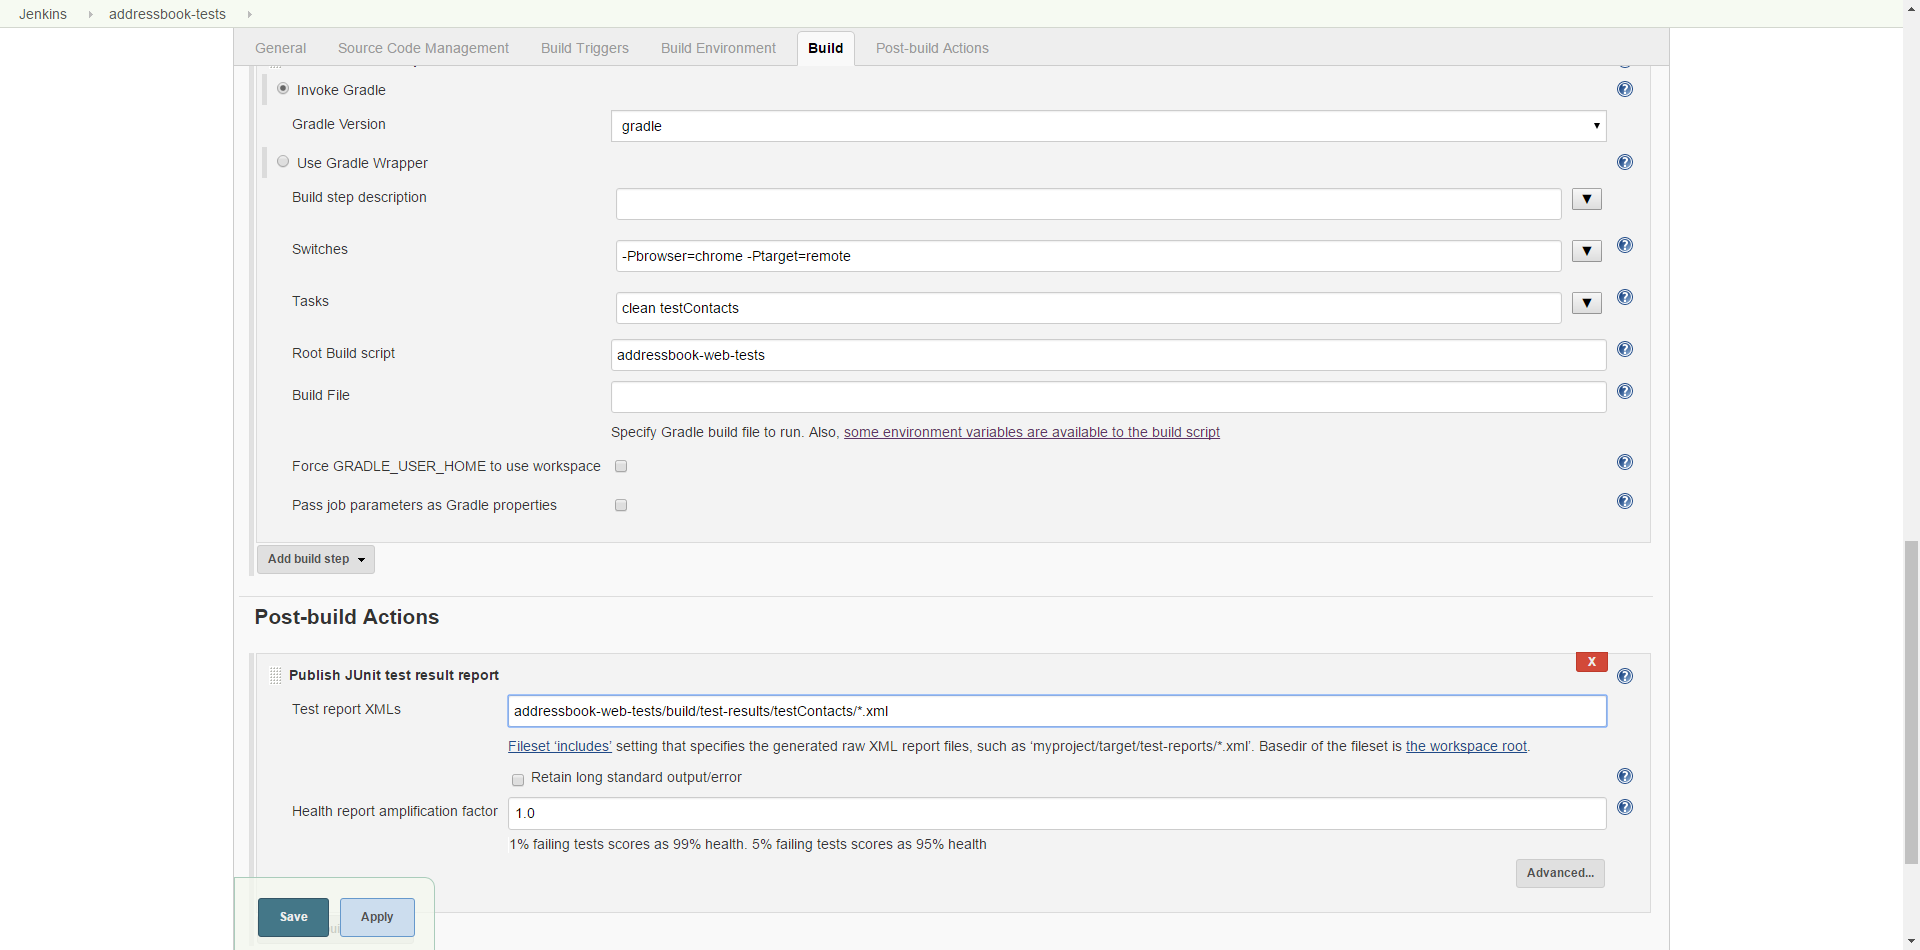 Jenkins addressbook-tests
General Source Code Management Build Triggers Build Environment Build Post-build Actions
Invoke Gradle
Gradle Version gradle
Use Gradle Wrapper
Build step description
Switches -Pbrowser=chrome -Ptarget=remote
Tasks clean testContacts
Root Build script addressbook-web-tests
Build File
Specify Gradle build file to run. Also, some environment variables are available to the build script
Force GRADLE_USER_HOME to use workspace
Pass job parameters as Gradle properties
Add build step
Post-build Actions
X
Publish JUnit test result report
Test report XMLs addressbook-web-tests/build/test-results/testContacts/*.xml
Fileset ‘includes’ setting that specifies the generated raw XML report files, such as ‘myproject/target/test-reports/*.xml’. Basedir of the fileset is the workspace root.
Retain long standard output/error
Health report amplification factor 1.0
1% failing tests scores as 99% health. 5% failing tests scores as 95% health
Advanced...
Save Apply